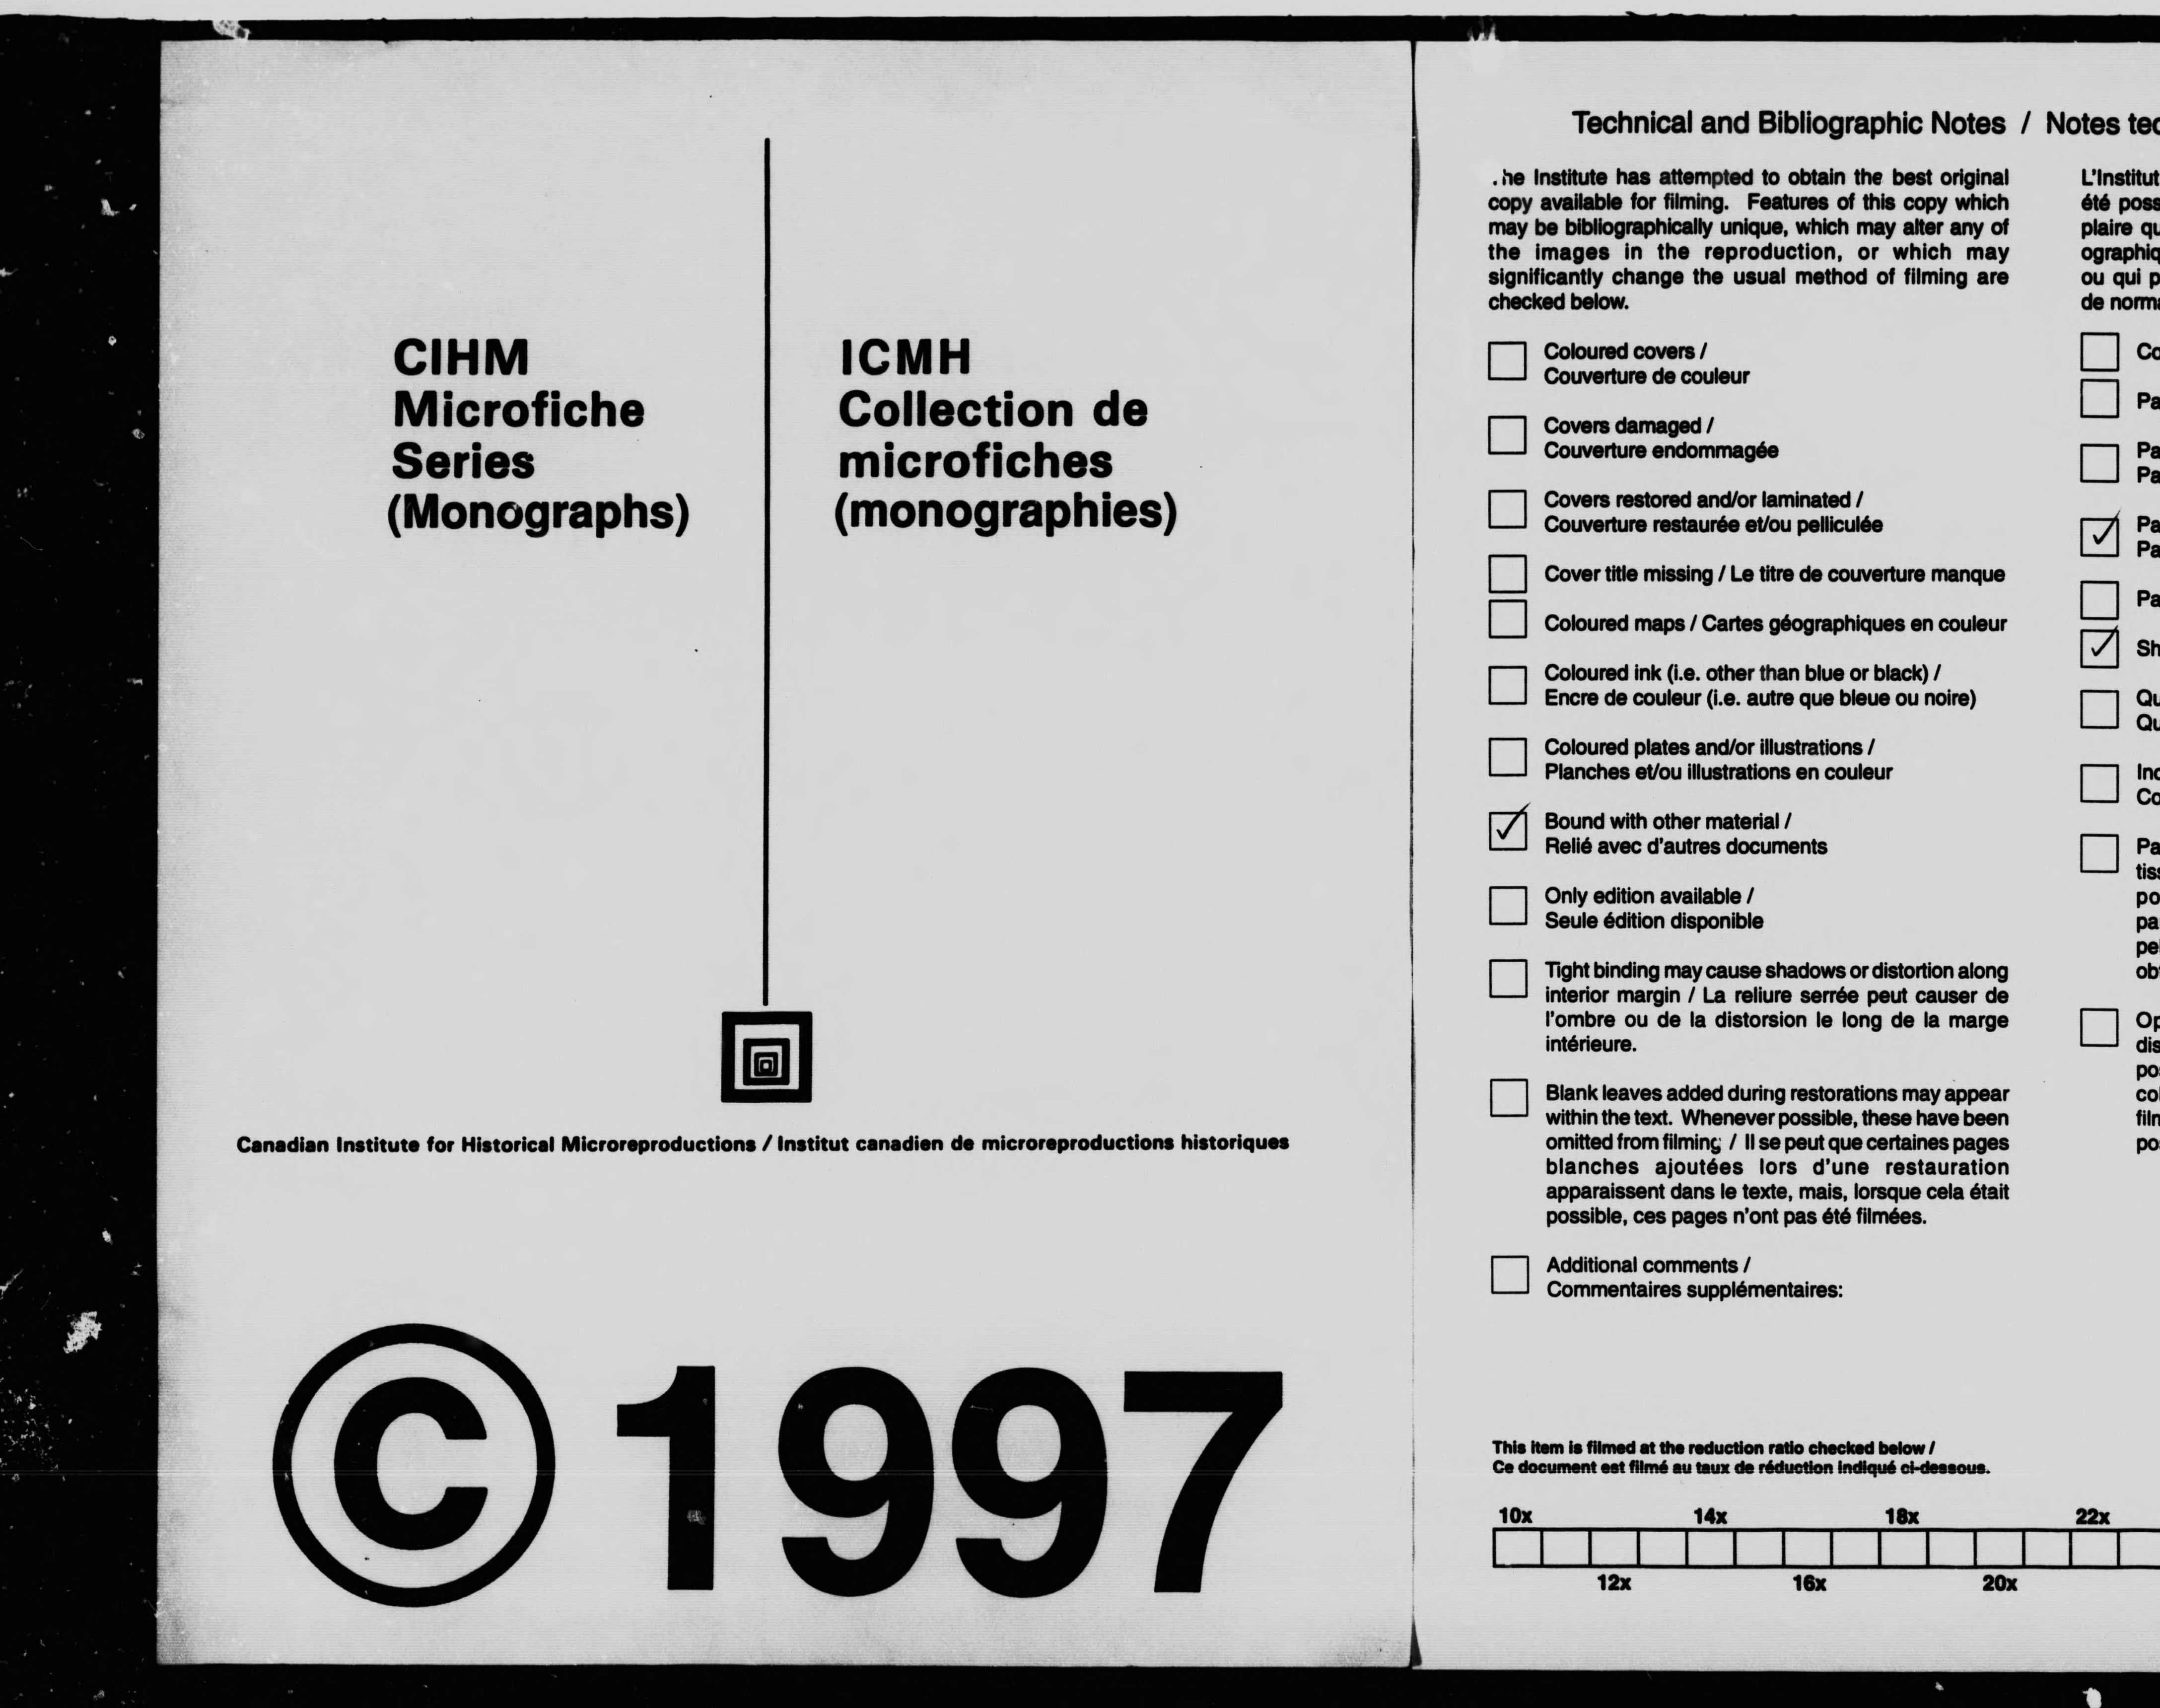 CIHM
Microfiche
Series
(Monographs)
ICMH
Collection de
microfiches
(monographies)
Canadian Institute for Historical Microreproductions / Institut canadien de microreproductions historiques
© 1997
Technical and Bibliographic Notes / Notes
he Institute has attempted to obtain the best original
copy available for filming. Features of this copy which
may be bibliographically unique, which may alter any of
the images in the reproduction, or which may
significantly change the usual method of filming are
checked below.
Coloured covers /
Couverture de couleur
Covers damaged /
Couverture endommagée
Covers restored and/or laminated /
Couverture restaurée et/ou pelliculée
Cover title missing / Le titre de couverture manque
Coloured maps / Cartes géographiques en couleur
Coloured ink (i.e. other than blue or black) /
Encre de couleur (i.e. autre que bleue ou noire)
Coloured plates and/or illustrations /
Planches et/ou illustrations en couleur
Bound with other material /
Relié avec d'autres documents
Only edition available /
Seule édition disponible
Tight binding may cause shadows or distortion along
interior margin / La reliure serrée peut causer de
l'ombre ou de la distorsion le long de la marge
intérieure.
Blank leaves added during restorations may appear
within the text. Whenever possible, these have been
omitted from filming / Il se peut que certaines pages
blanches ajoutées lors d'une restauration
apparaissent dans le texte, mais, lorsque cela était
possible, ces pages n'ont pas été filmées.
Additional comments /
Commentaires supplémentaires:
L'Institut
été
plaire
ou qui
de
This item is filmed at the reduction ratio checked below /
Ce document est filmé au taux de réduction indiqué ci-dessous.
10x 14x 18x 22x
12x 16x 20x